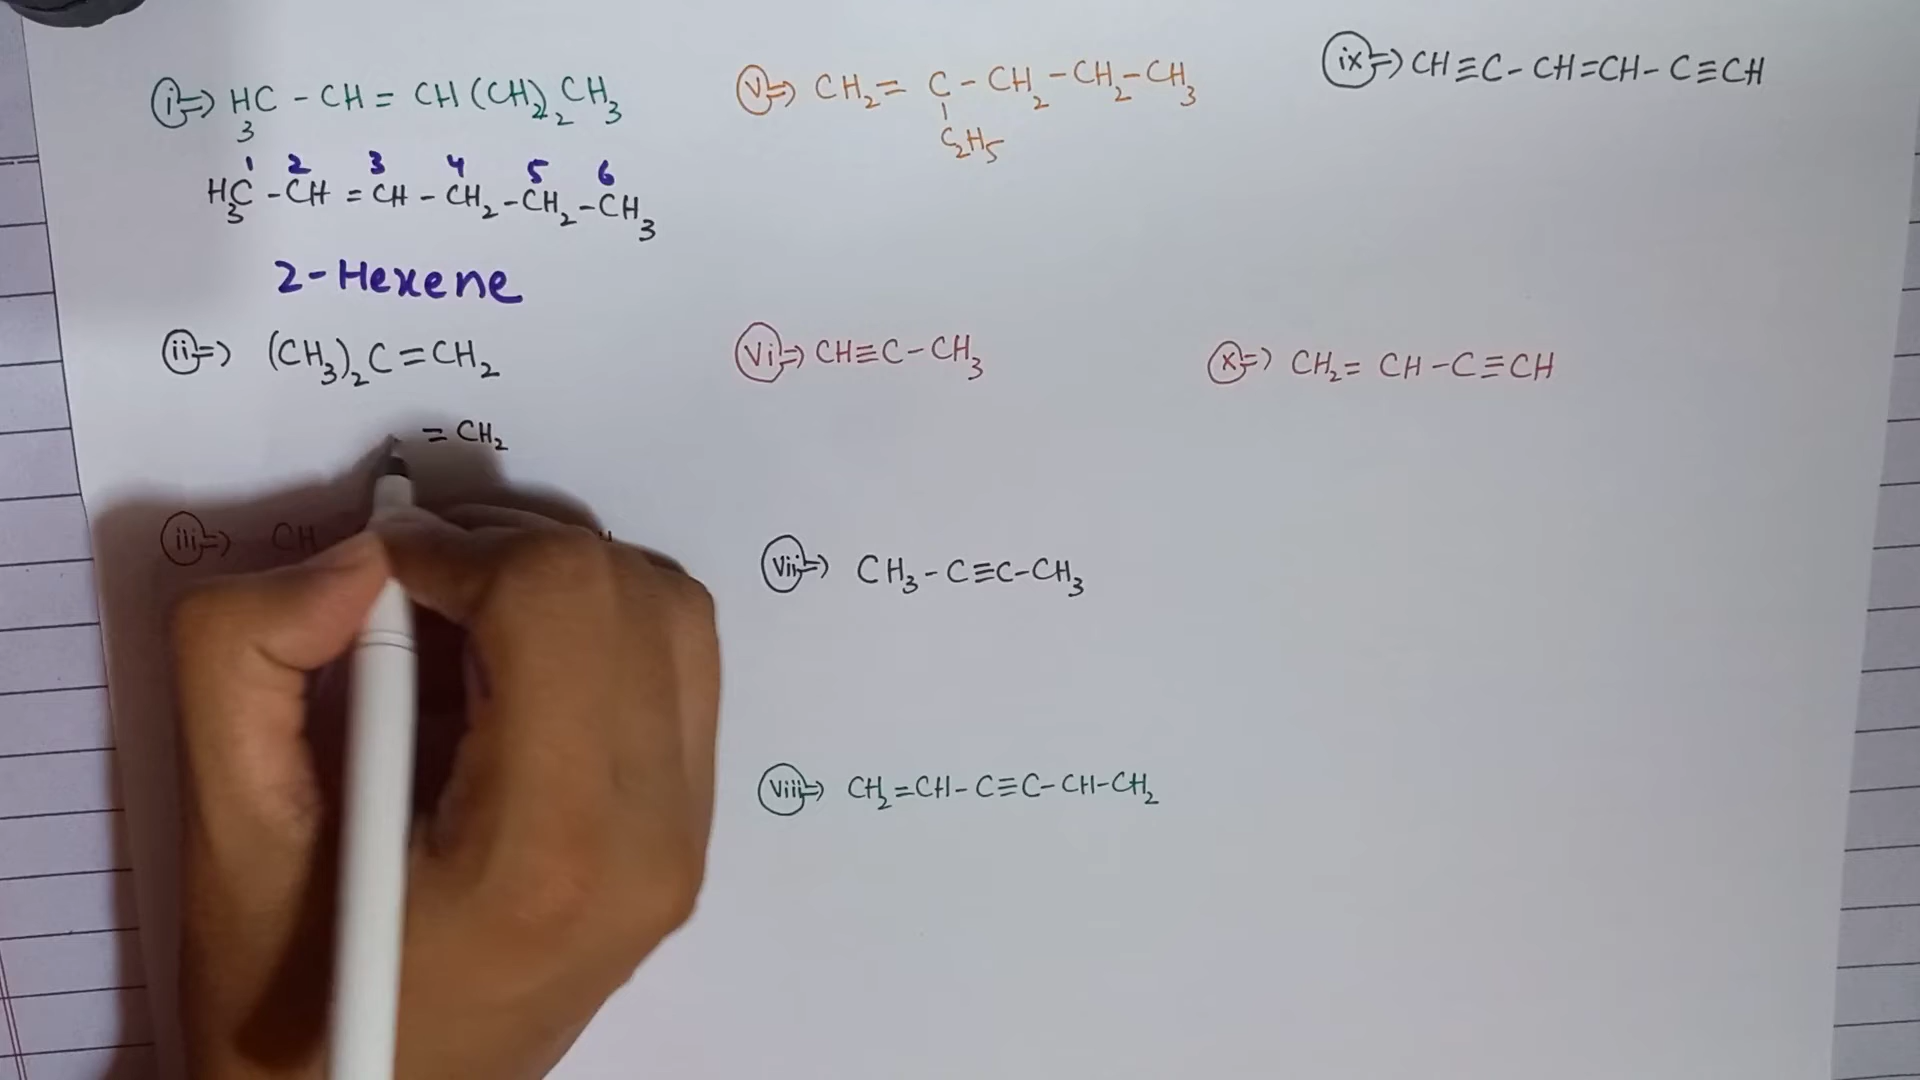 i => H₃C - CH = CH (CH₂)₂ CH₃
1 2 3 4 5 6
H₃C - CH = CH - CH₂ - CH₂ - CH₃
2-Hexene
ii => (CH₃)₂ C = CH₂
= CH₂
iii => CH
v => CH₂ = C - CH₂ - CH₂ - CH₃
C₂H₅
vi => CH ≡ C - CH₃
vii => CH₃ - C ≡ C - CH₃
viii => CH₂ = CH - C ≡ C - CH - CH₂
ix => CH ≡ C - CH = CH - C ≡ CH
x => CH₂ = CH - C ≡ CH